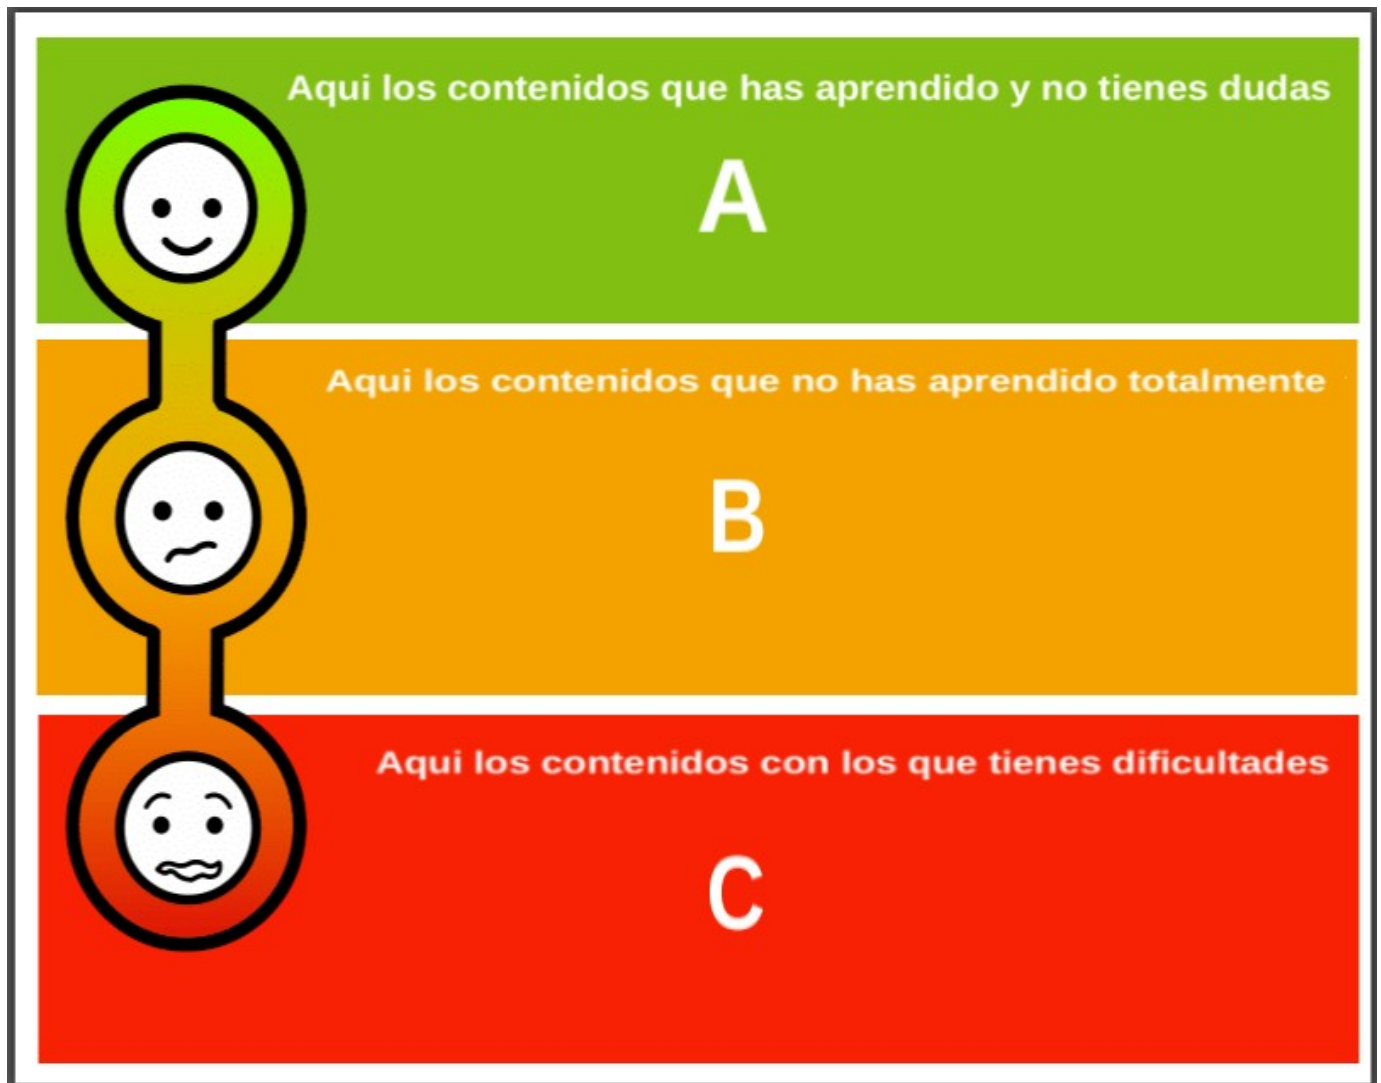 Aqui los contenidos que has aprendido y no tienes dudas
A
Aqui los contenidos que no has aprendido totalmente
B
Aqui los contenidos con los que tienes dificultades
C